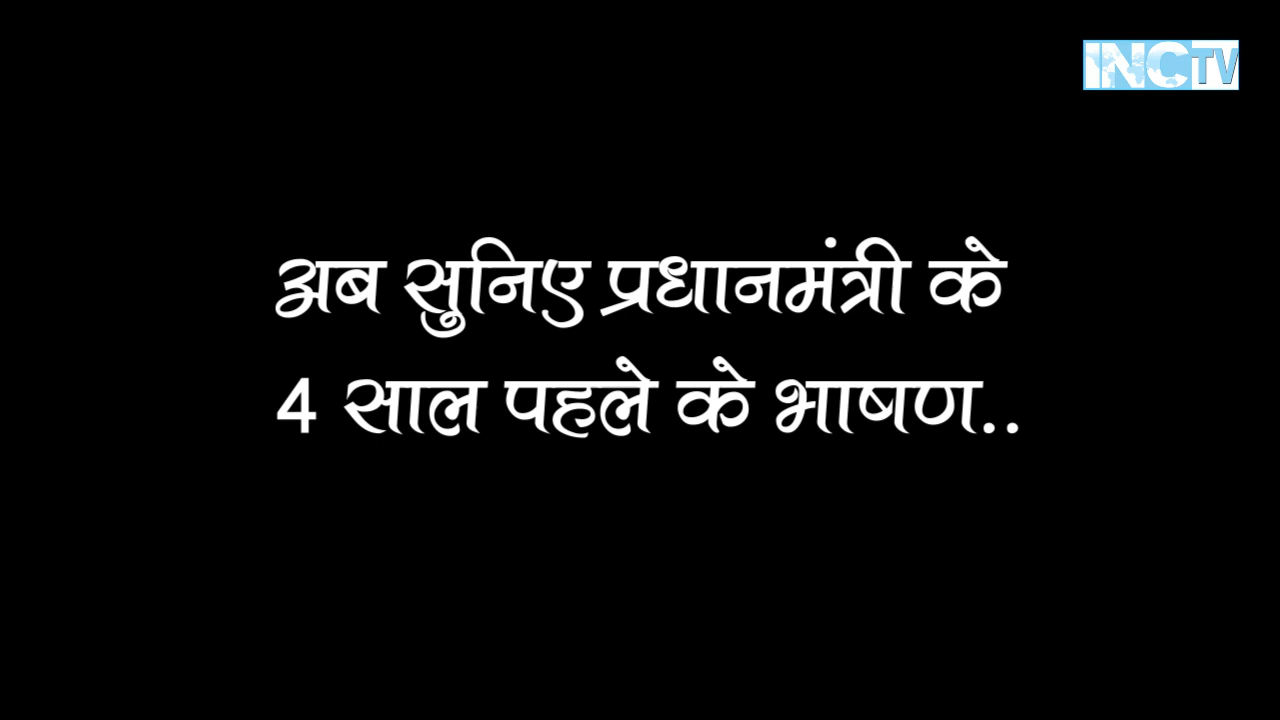 INCTV
अब सुनिए प्रधानमंत्री के
4 साल पहले के भाषण..